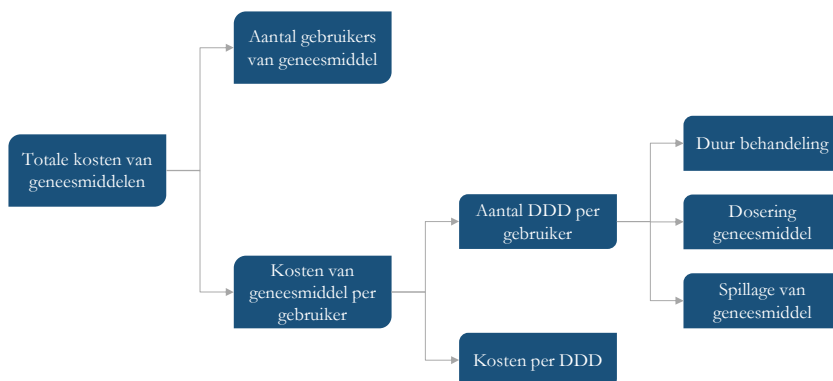 Aantal gebruikers
van geneesmiddel
Totale kosten van
geneesmiddelen
Kosten van
geneesmiddel per
gebruiker
Aantal DDD per
gebruiker
Kosten per DDD
Duur behandeling
Dosering
geneesmiddel
Spillage van
geneesmiddel